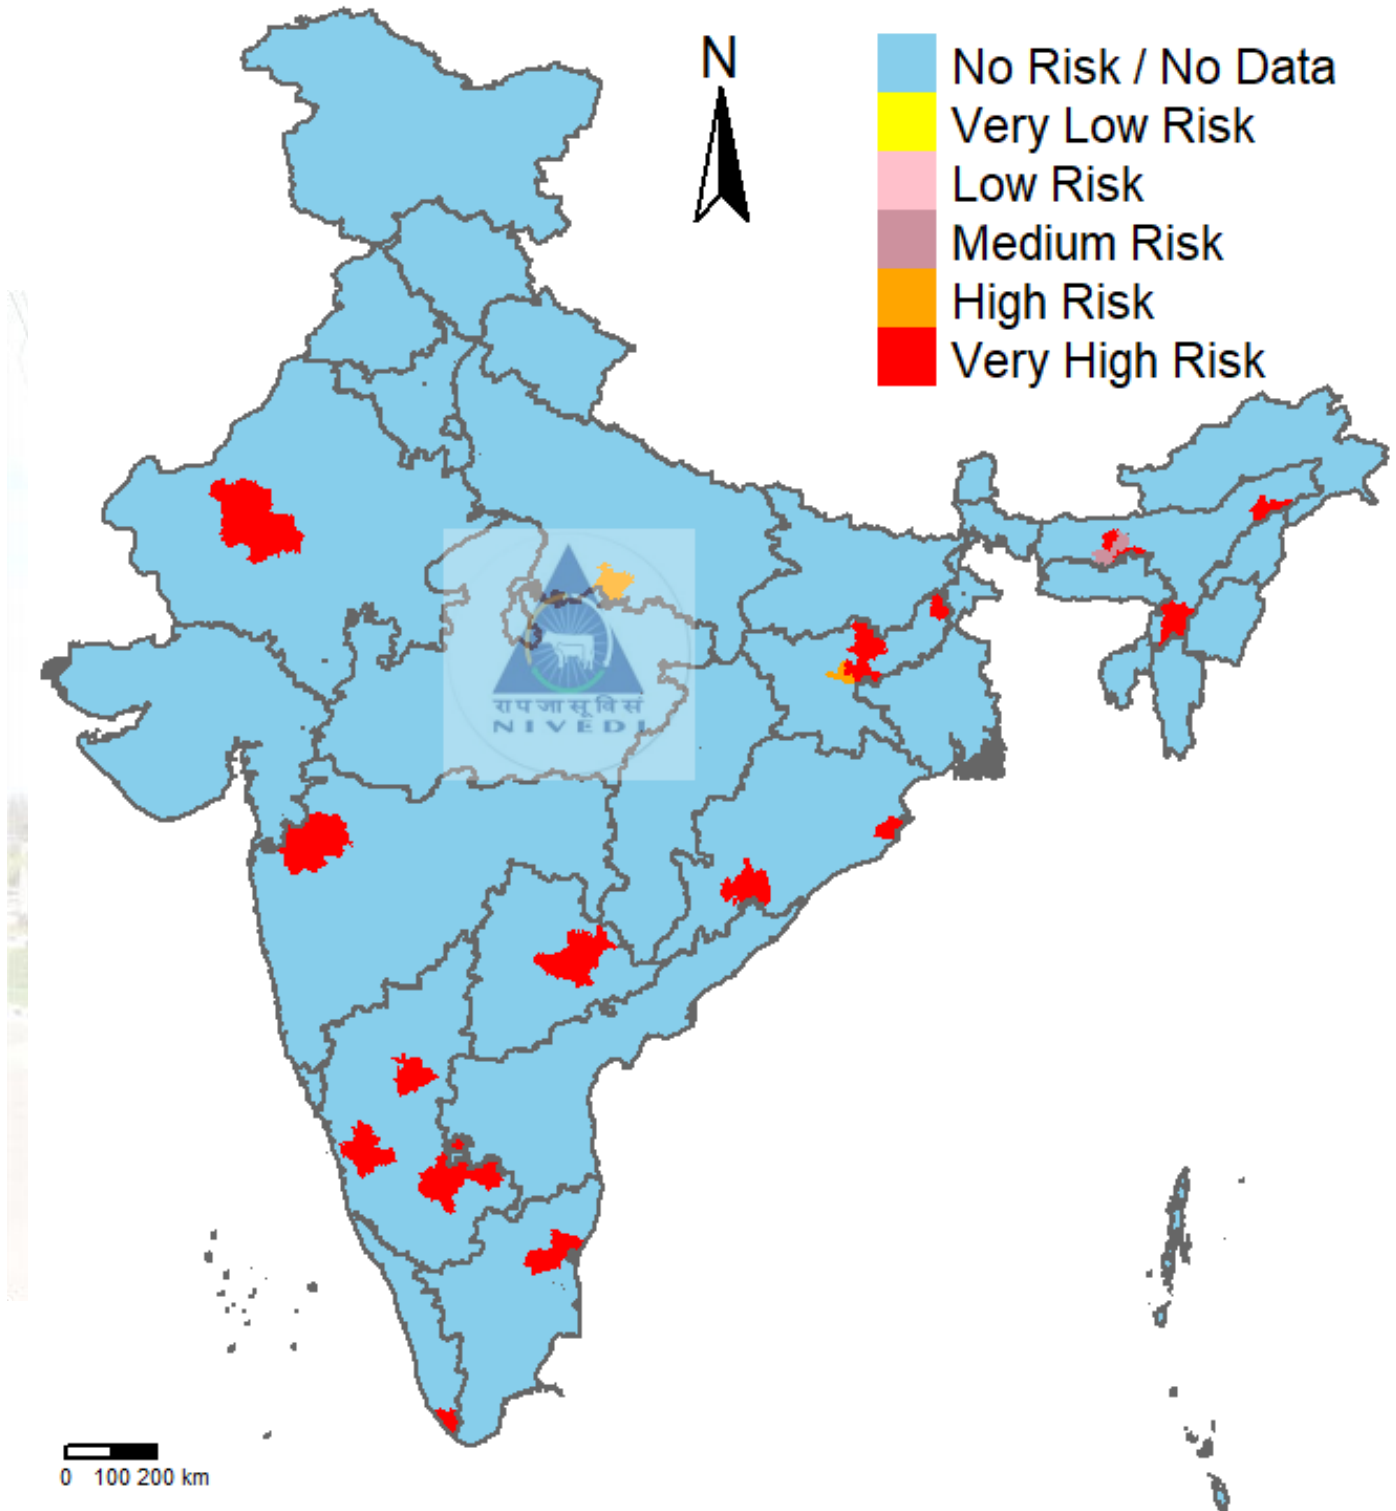 N
No Risk / No Data
Very Low Risk
Low Risk
Medium Risk
High Risk
Very High Risk
रा प जा सू वि सं
NIVEDI
0 100 200 km